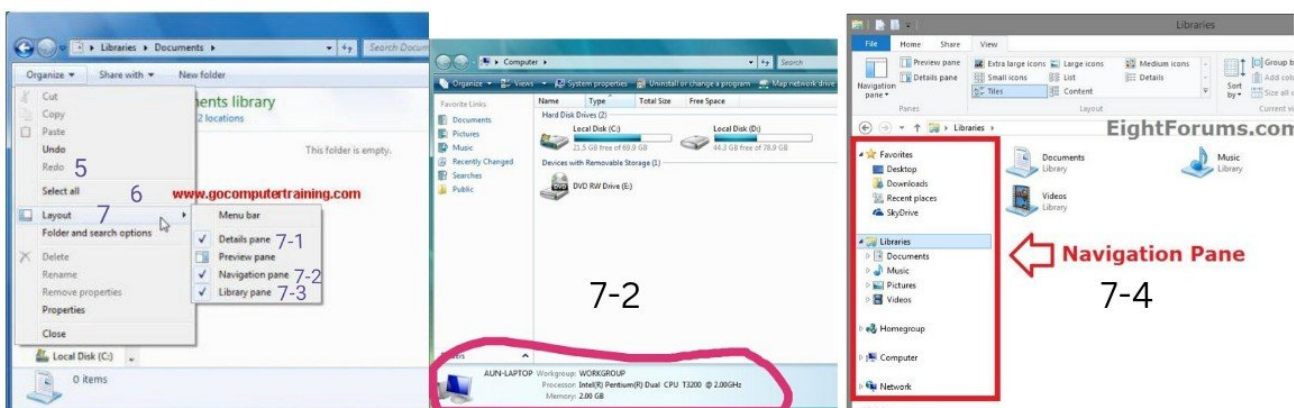 Libraries ▸ Documents ▸
Search Docum
Organize ▾ Share with ▾ New folder
Cut
Copy
Paste
Undo
Redo 5
Select all 6
Layout 7
Folder and search options
Delete
Rename
Remove properties
Properties
Close
Local Disk (C:)
0 items
ents library
2 locations
This folder is empty.
www.gocomputertraining.com
Menu bar
Details pane 7-1
Preview pane
Navigation pane 7-2
Library pane 7-3
Computer ▸
Search
Organize ▾ Views ▾ System properties Uninstall or change a program Map network drive
Favorite Links
Documents
Pictures
Music
Recently Changed
Searches
Public
Name Type Total Size Free Space
Hard Disk Drives (2)
Local Disk (C:) Local Disk (D:)
21.5 GB free of 69.9 GB 44.3 GB free of 78.9 GB
Devices with Removable Storage (1)
DVD RW Drive (E:)
7-2
AUN-LAPTOP Workgroup: WORKGROUP
Processor: Intel(R) Pentium(R) Dual CPU T3200 @ 2.00GHz
Memory: 2.00 GB
Libraries
File Home Share View
Navigation pane ▾
Preview pane
Details pane
Panes
Extra large icons Large icons Medium icons
Small icons List Details
Tiles Content
Layout
Sort by ▾
Group b
Add colu
Size all c
Current vi
Libraries ▸
EightForums.com
Favorites
Desktop
Downloads
Recent places
SkyDrive
Libraries
Documents
Music
Pictures
Videos
Homegroup
Computer
Network
Documents
Library
Music
Library
Videos
Library
Navigation Pane
7-4